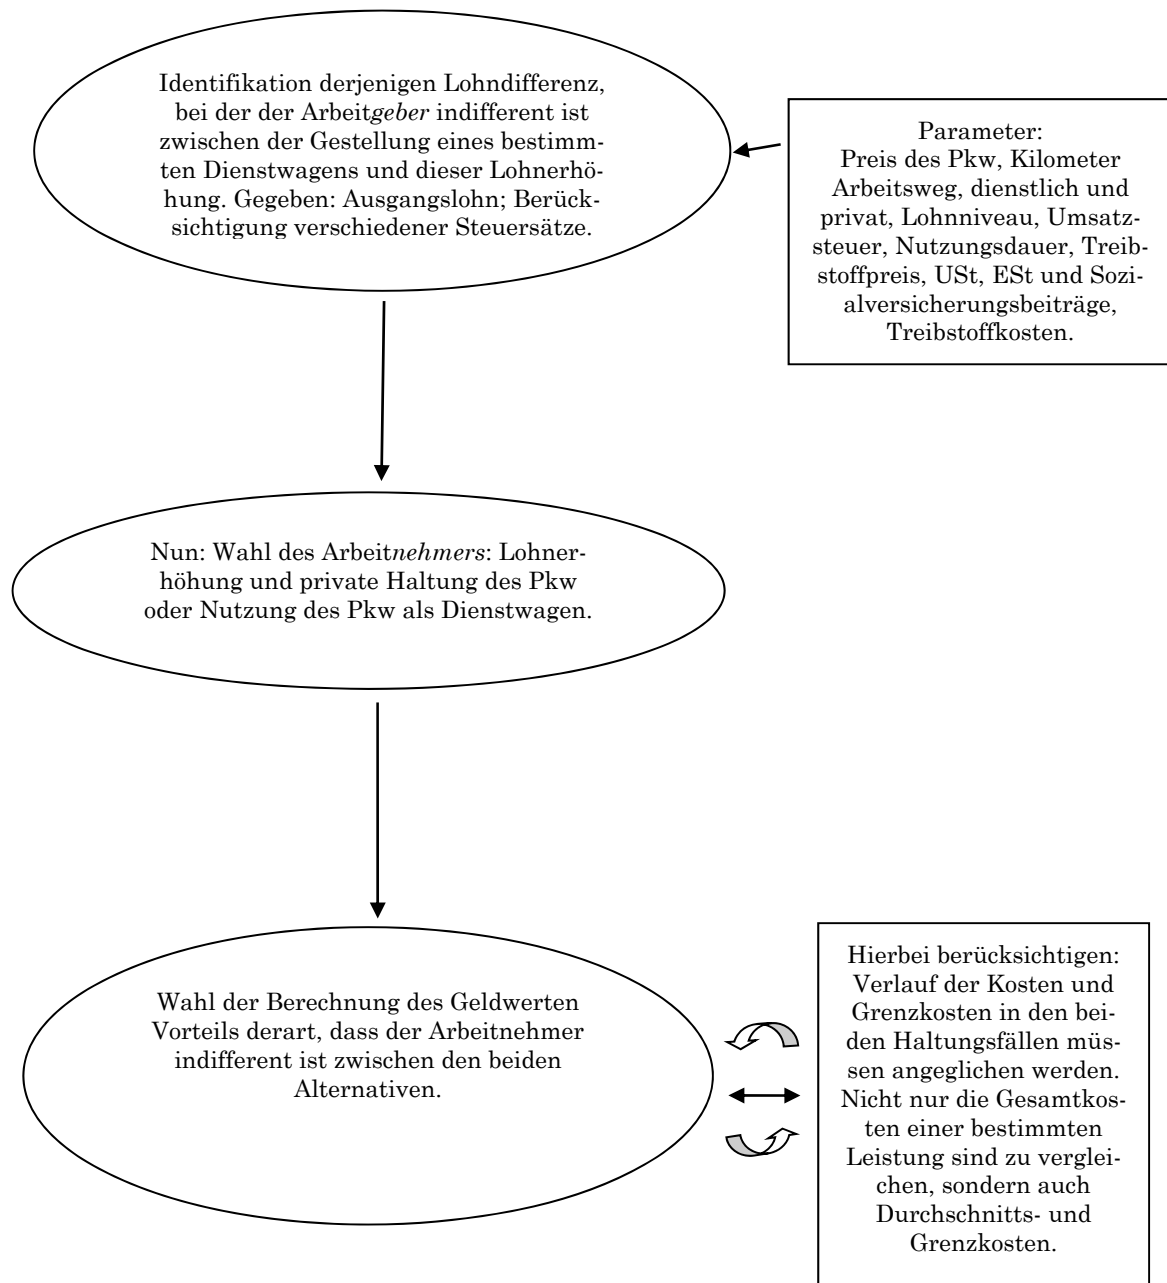 Identifikation derjenigen Lohndifferenz,
bei der der Arbeitgeber indifferent ist
zwischen der Gestellung eines bestimm-
ten Dienstwagens und dieser Lohnerhö-
hung. Gegeben: Ausgangslohn; Berück-
sichtigung verschiedener Steuersätze.
Parameter:
Preis des Pkw, Kilometer
Arbeitsweg, dienstlich und
privat, Lohnniveau, Umsatz-
steuer, Nutzungsdauer, Treib-
stoffpreis, USt, ESt und Sozi-
alversicherungsbeiträge,
Treibstoffkosten.
Nun: Wahl des Arbeitnehmers: Lohner-
höhung und private Haltung des Pkw
oder Nutzung des Pkw als Dienstwagen.
Wahl der Berechnung des Geldwerten
Vorteils derart, dass der Arbeitnehmer
indifferent ist zwischen den beiden
Alternativen.
Hierbei berücksichtigen:
Verlauf der Kosten und
Grenzkosten in den bei-
den Haltungsfällen müs-
sen angeglichen werden.
Nicht nur die Gesamtkos-
ten einer bestimmten
Leistung sind zu verglei-
chen, sondern auch
Durchschnitts- und
Grenzkosten.